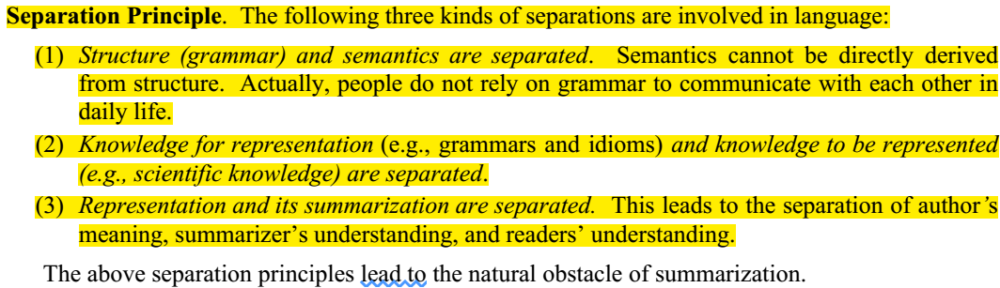 Separation Principle. The following three kinds of separations are involved in language:
(1) Structure (grammar) and semantics are separated. Semantics cannot be directly derived
from structure. Actually, people do not rely on grammar to communicate with each other in
daily life.
(2) Knowledge for representation (e.g., grammars and idioms) and knowledge to be represented
(e.g., scientific knowledge) are separated.
(3) Representation and its summarization are separated. This leads to the separation of author's
meaning, summarizer's understanding, and readers' understanding.
The above separation principles lead to the natural obstacle of summarization.